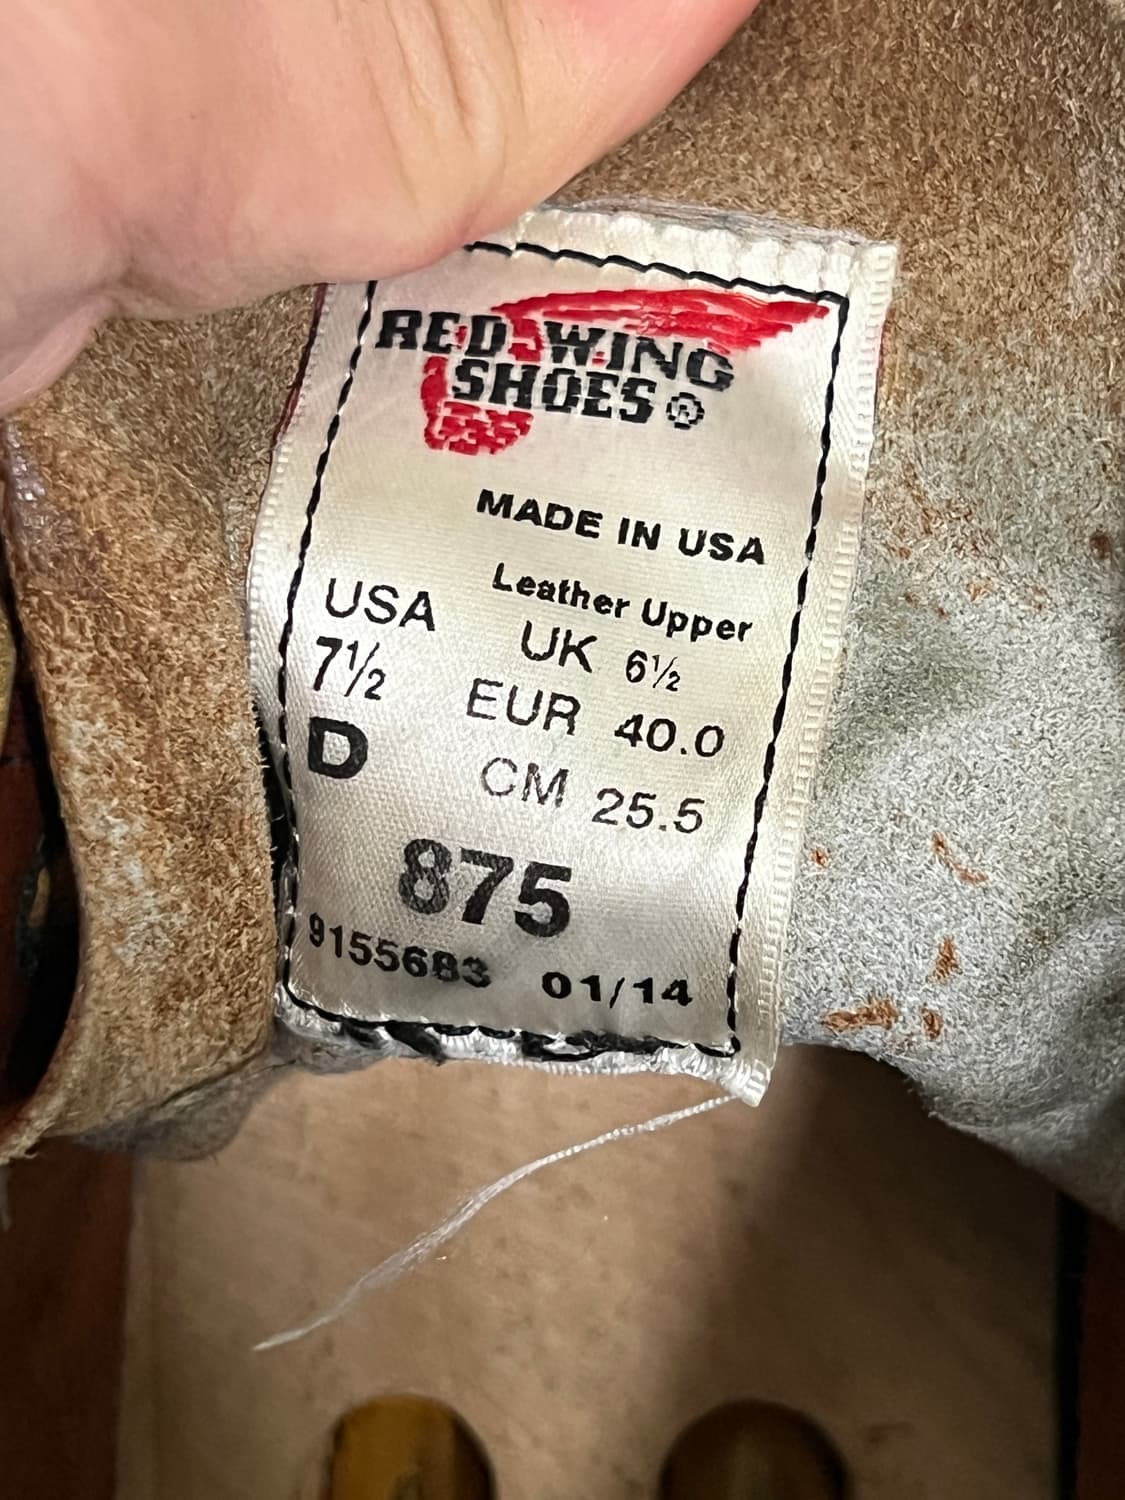 RED WING
SHOES®
MADE IN USA
Leather Upper
USA UK 6½
7½ EUR 40.0
D CM 25.5
875
9155683 01/14